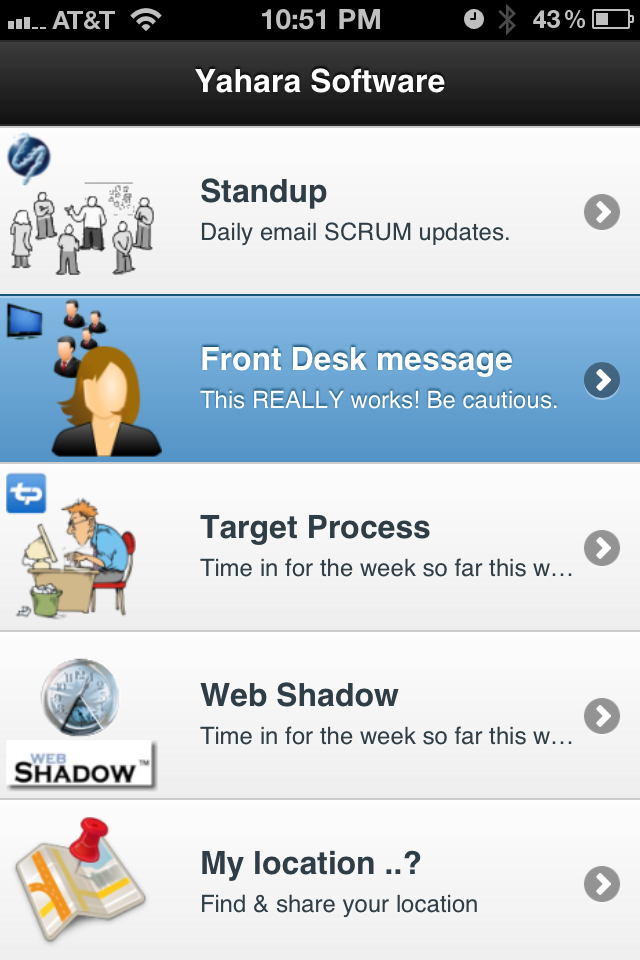 AT&T 10:51 PM 43%
Yahara Software
Standup
Daily email SCRUM updates.
Front Desk message
This REALLY works! Be cautious.
tp
Target Process
Time in for the week so far this w...
Web Shadow
Time in for the week so far this w...
WEB
SHADOW™
My location ..?
Find & share your location